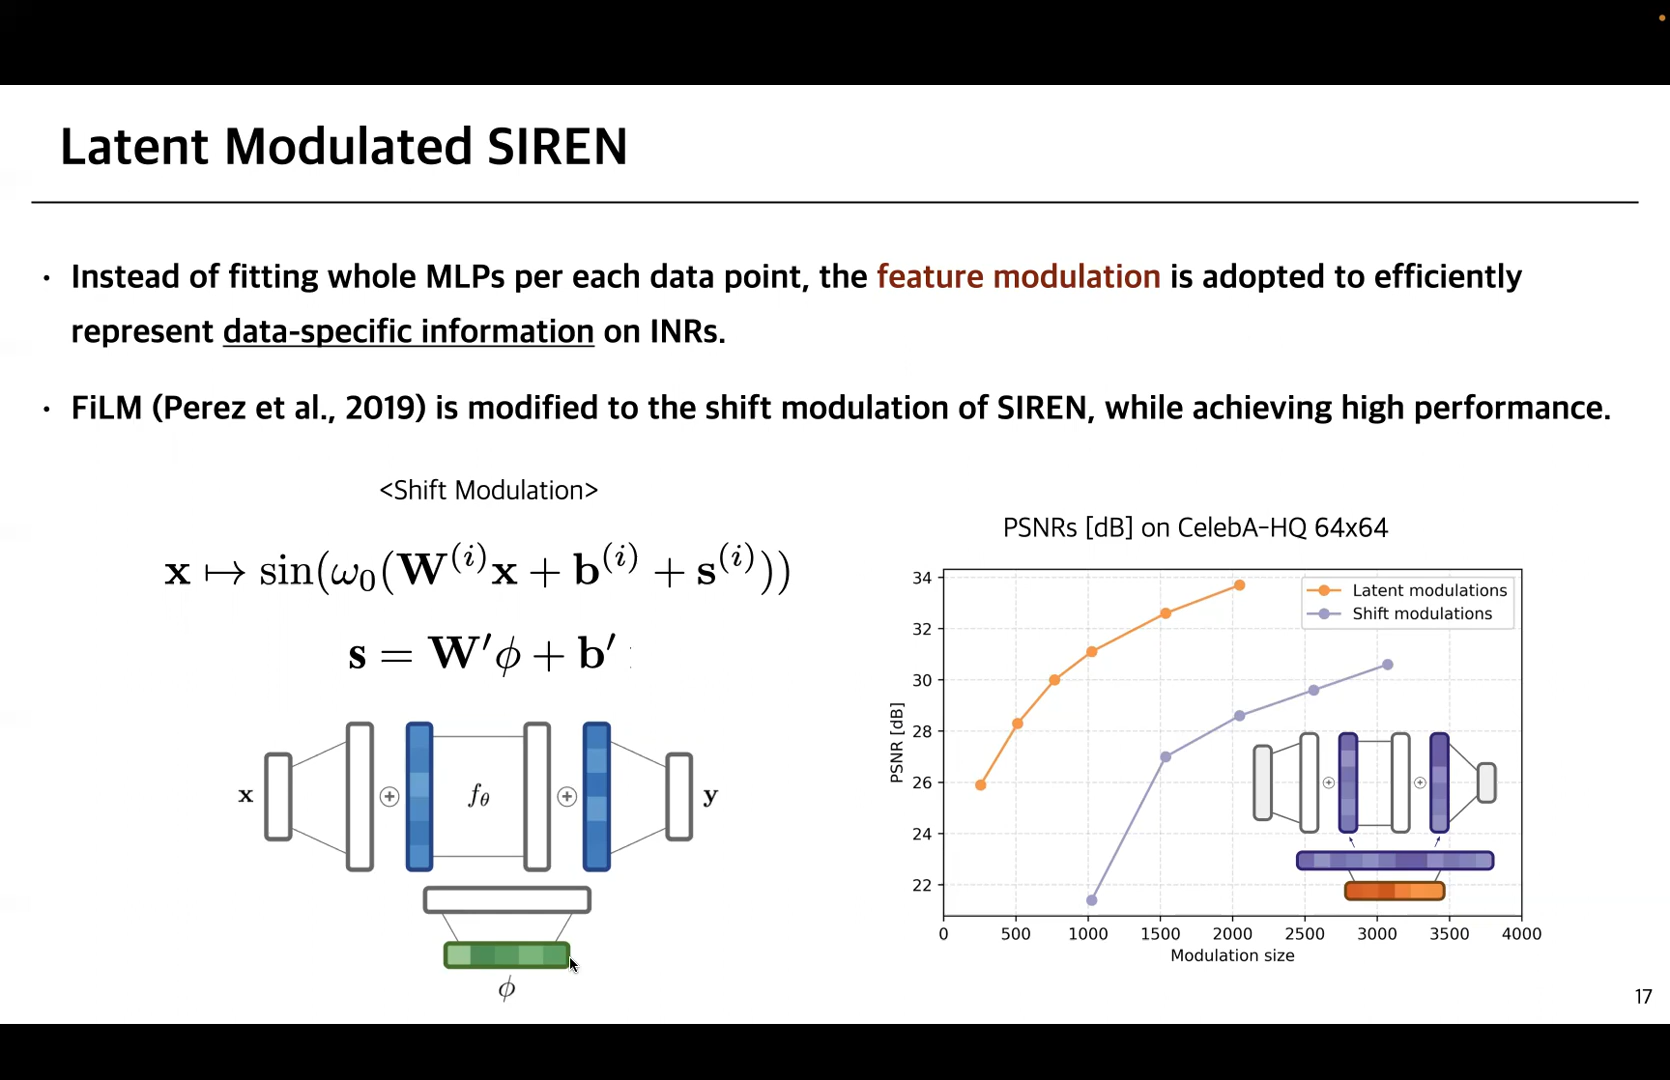 Latent Modulated SIREN
· Instead of fitting whole MLPs per each data point, the feature modulation is adopted to efficiently
represent data-specific information on INRs.
· FiLM (Perez et al., 2019) is modified to the shift modulation of SIREN, while achieving high performance.
<Shift Modulation>
x ↦ sin(ω₀(W⁽ⁱ⁾x + b⁽ⁱ⁾ + s⁽ⁱ⁾))
s = W′ϕ + b′
x
+
f_θ
+
y
ϕ
PSNRs [dB] on CelebA-HQ 64x64
Latent modulations
Shift modulations
PSNR [dB]
34
32
30
28
26
24
22
+
+
0 500 1000 1500 2000 2500 3000 3500 4000
Modulation size
17